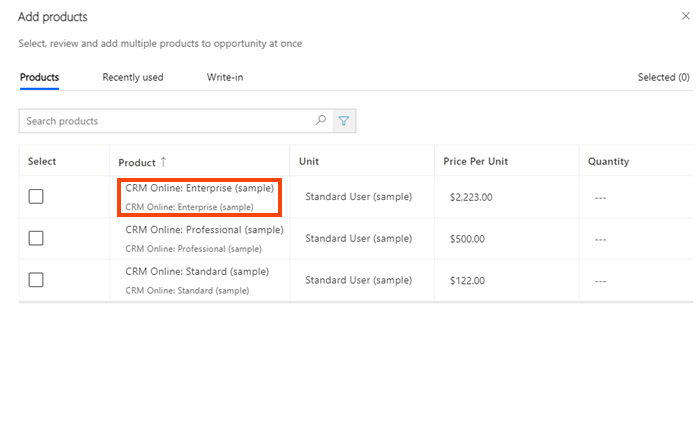 Add products
Select, review and add multiple products to opportunity at once
Products Recently used Write-in Selected (0)
Search products
Select Product ↑ Unit Price Per Unit Quantity
CRM Online: Enterprise (sample)
CRM Online: Enterprise (sample)
Standard User (sample) $2,223.00 ---
CRM Online: Professional (sample)
CRM Online: Professional (sample)
Standard User (sample) $500.00 ---
CRM Online: Standard (sample)
CRM Online: Standard (sample)
Standard User (sample) $122.00 ---